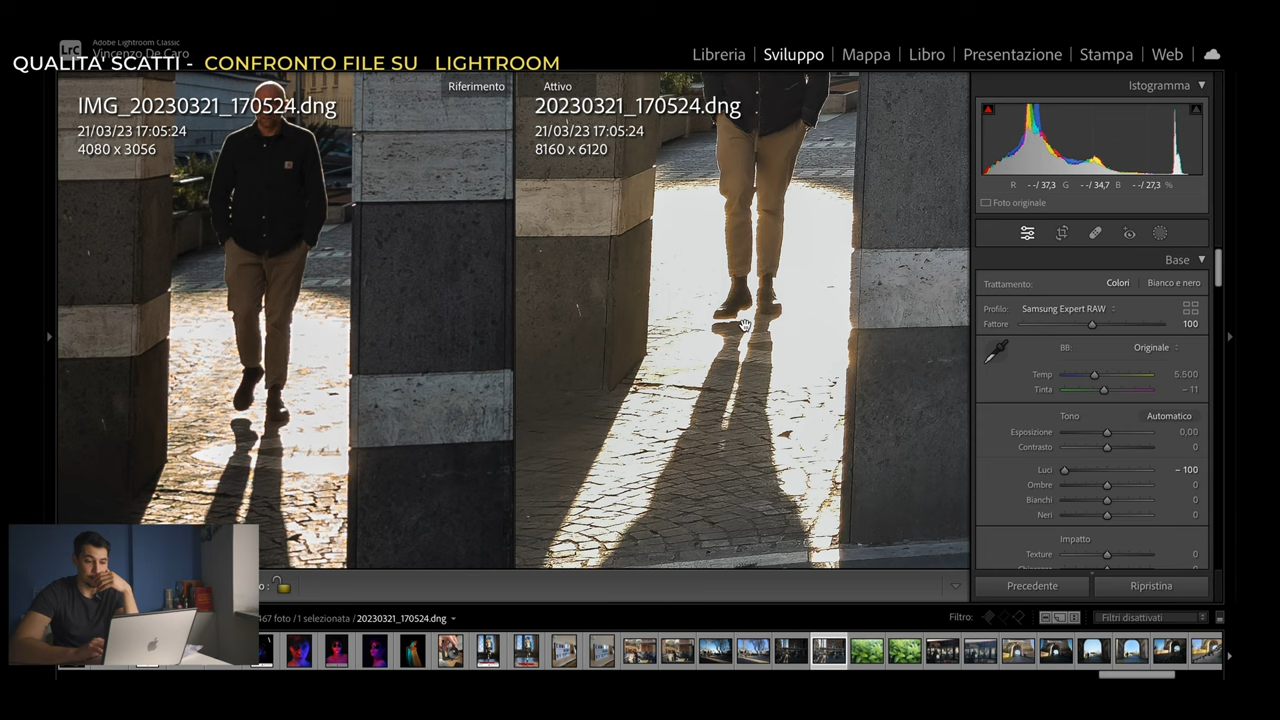 LrC
Adobe Lightroom Classic
Vincenzo De Caro
QUALITA' SCATTI - CONFRONTO FILE SU LIGHTROOM
Libreria | Sviluppo | Mappa | Libro | Presentazione | Stampa | Web
IMG_20230321_170524.dng
21/03/23 17:05:24
4080 x 3056
Riferimento
Attivo
20230321_170524.dng
21/03/23 17:05:24
8160 x 6120
Istogramma
R --/ 37,3 G --/ 34,7 B --/ 27,3 %
Foto originale
Base
Trattamento: Colori Bianco e nero
Profilo: Samsung Expert RAW
Fattore 100
BB: Originale
Temp 5.500
Tinta – 11
Tono Automatico
Esposizione 0,00
Contrasto 0
Luci – 100
Ombre 0
Bianchi 0
Neri 0
Impatto
Texture 0
Precedente Ripristina
467 foto / 1 selezionata / 20230321_170524.dng
Filtro: Filtri disattivati